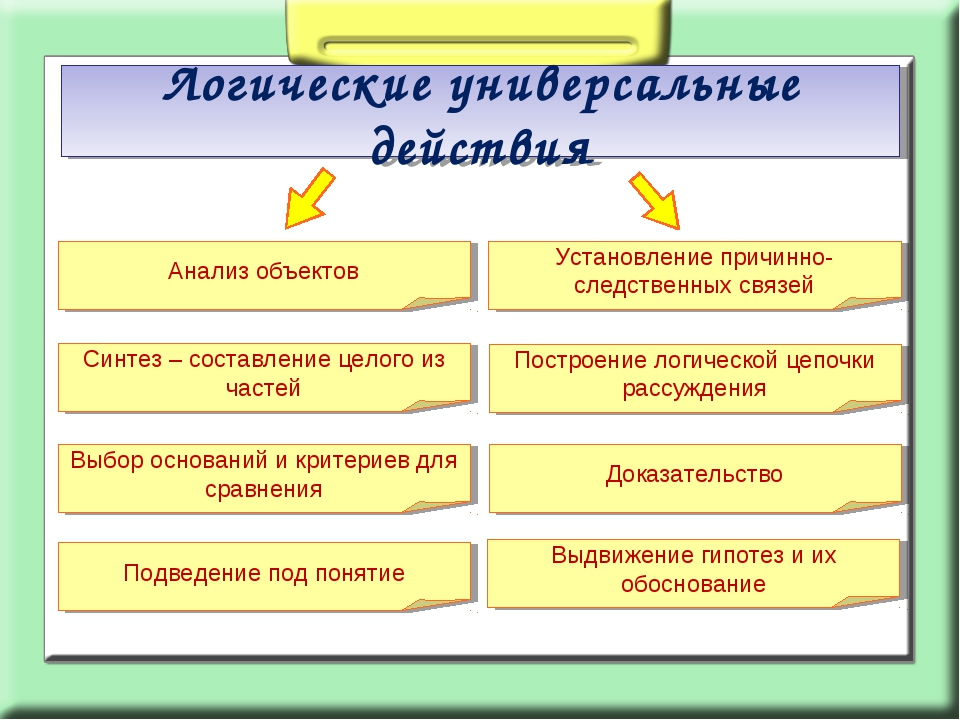 Логические универсальные
действия
Анализ объектов
Установление причинно-
следственных связей
Синтез – составление целого из
частей
Построение логической цепочки
рассуждения
Выбор оснований и критериев для
сравнения
Доказательство
Подведение под понятие
Выдвижение гипотез и их
обоснование